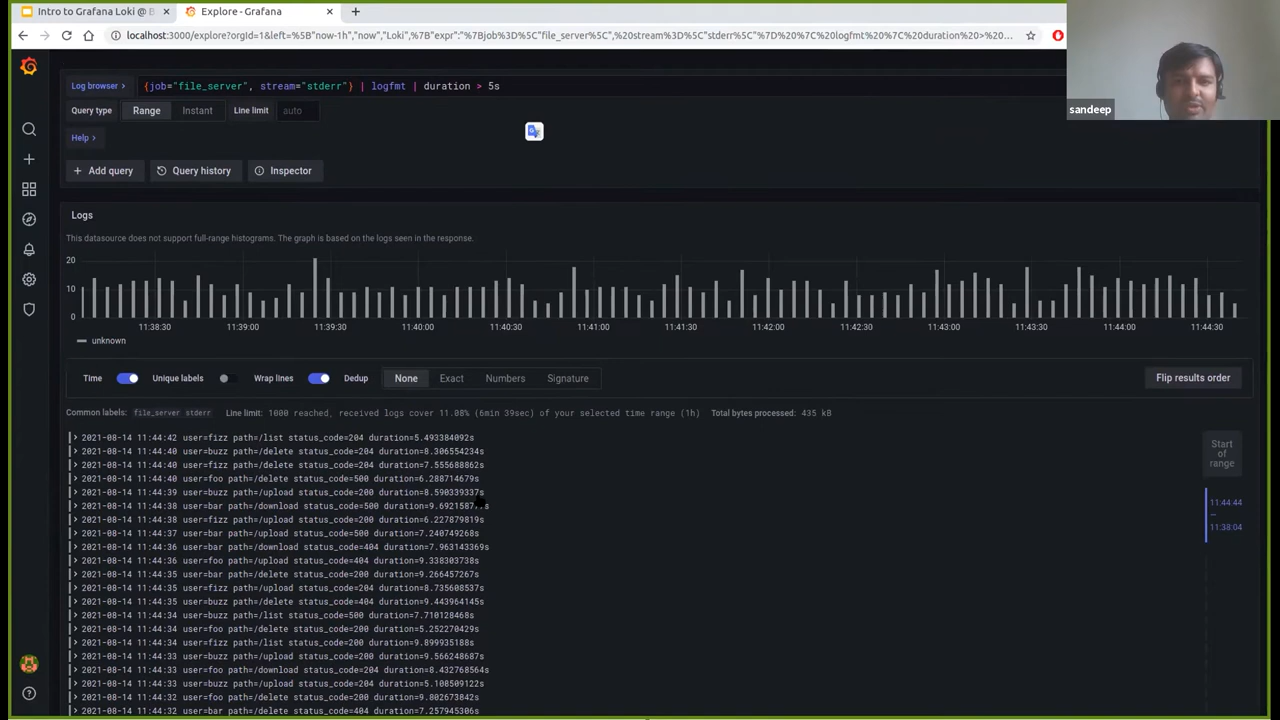 Intro to Grafana Loki @ B
Explore - Grafana
localhost:3000/explore?orgId=1&left=%5B"now-1h","now","Loki",%7B"expr":"%7Bjob%3D%5C"file_server%5C",%20stream%3D%5C"stderr%5C"%7D%20%7C%20logfmt%20%7C%20duration%20>%20...
sandeep
Log browser >
{job="file_server", stream="stderr"} | logfmt | duration > 5s
Query type
Range
Instant
Line limit
auto
Help >
+ Add query
Query history
Inspector
Logs
This datasource does not support full-range histograms. The graph is based on the logs seen in the response.
20
10
0
11:38:30 11:39:00 11:39:30 11:40:00 11:40:30 11:41:00 11:41:30 11:42:00 11:42:30 11:43:00 11:43:30 11:44:00 11:44:30
unknown
Time
Unique labels
Wrap lines
Dedup
None
Exact
Numbers
Signature
Flip results order
Common labels: file_server stderr Line limit: 1000 reached, received logs cover 11.08% (6min 39sec) of your selected time range (1h) Total bytes processed: 435 kB
2021-08-14 11:44:42 user=fizz path=/list status_code=204 duration=5.493384092s
2021-08-14 11:44:40 user=buzz path=/delete status_code=204 duration=8.306554234s
2021-08-14 11:44:40 user=fizz path=/delete status_code=204 duration=7.555688862s
2021-08-14 11:44:40 user=foo path=/delete status_code=500 duration=6.288714679s
2021-08-14 11:44:39 user=buzz path=/upload status_code=200 duration=8.590339337s
2021-08-14 11:44:38 user=bar path=/download status_code=500
2021-08-14 11:44:38 user=fizz path=/upload status_code=200 duration=6.227879819s
2021-08-14 11:44:37 user=bar path=/upload status_code=500 duration=7.240749268s
2021-08-14 11:44:36 user=bar path=/download status_code=404 duration=7.963143369s
2021-08-14 11:44:36 user=foo path=/upload status_code=404 duration=9.338303738s
2021-08-14 11:44:35 user=bar path=/delete status_code=200 duration=9.266457267s
2021-08-14 11:44:35 user=fizz path=/upload status_code=204 duration=8.735608537s
2021-08-14 11:44:35 user=buzz path=/delete status_code=404 duration=9.443964145s
2021-08-14 11:44:34 user=buzz path=/list status_code=500 duration=7.710128468s
2021-08-14 11:44:34 user=foo path=/delete status_code=200 duration=5.252270429s
2021-08-14 11:44:34 user=fizz path=/list status_code=200 duration=9.899935188s
2021-08-14 11:44:33 user=buzz path=/upload status_code=200 duration=9.566248687s
2021-08-14 11:44:33 user=foo path=/download status_code=204 duration=8.432768564s
2021-08-14 11:44:33 user=buzz path=/upload status_code=204 duration=5.108509122s
2021-08-14 11:44:32 user=foo path=/delete status_code=200 duration=9.802673842s
2021-08-14 11:44:32 user=bar path=/delete status_code=404 duration=7.257945306s
Start of range
11:44:44
—
11:38:04